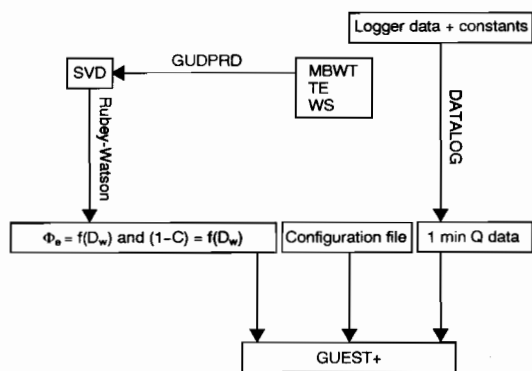 Logger data + constants
GUDPRD
SVD
MBWT
TE
WS
Rubey-Watson
DATALOG
Φe = f(Dw) and (1−C) = f(Dw)
Configuration file
1 min Q data
GUEST+